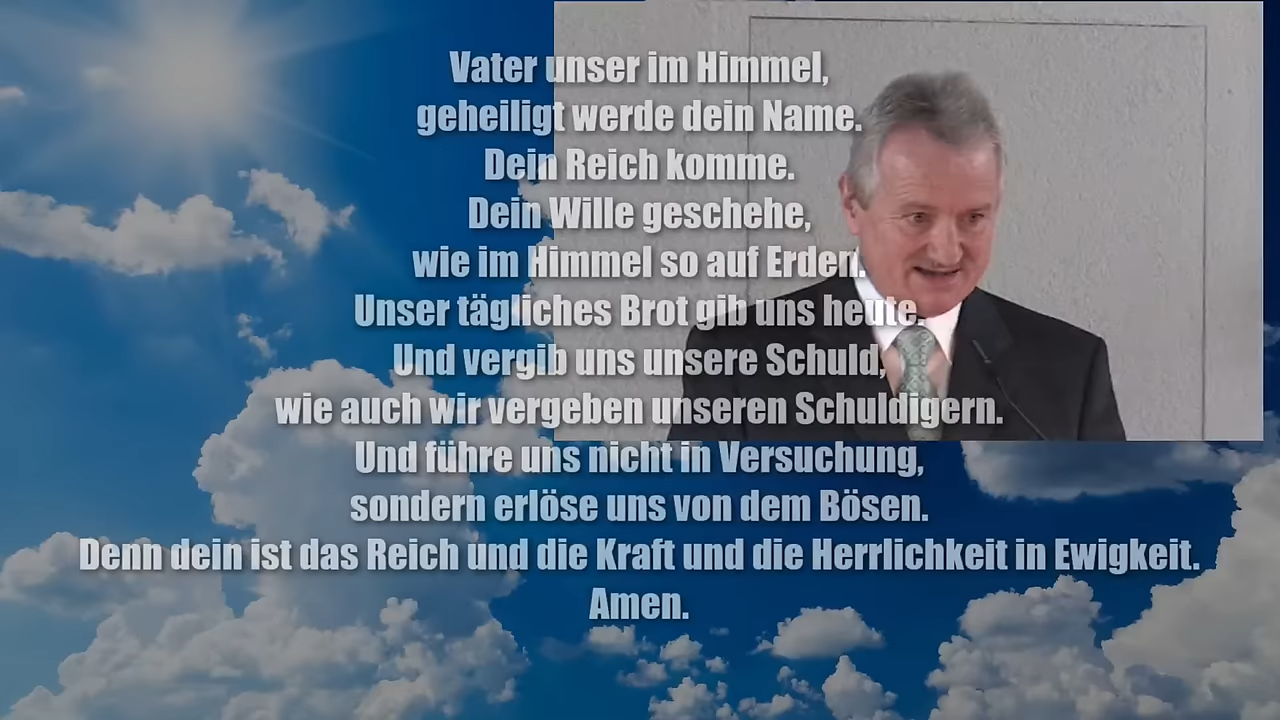 Vater unser im Himmel,
geheiligt werde dein Name.
Dein Reich komme.
Dein Wille geschehe,
wie im Himmel so auf Erden.
Unser tägliches Brot gib uns heute,
Und vergib uns unsere Schuld,
wie auch wir vergeben unseren Schuldigern.
Und führe uns nicht in Versuchung,
sondern erlöse uns von dem Bösen.
Denn dein ist das Reich und die Kraft und die Herrlichkeit in Ewigkeit.
Amen.